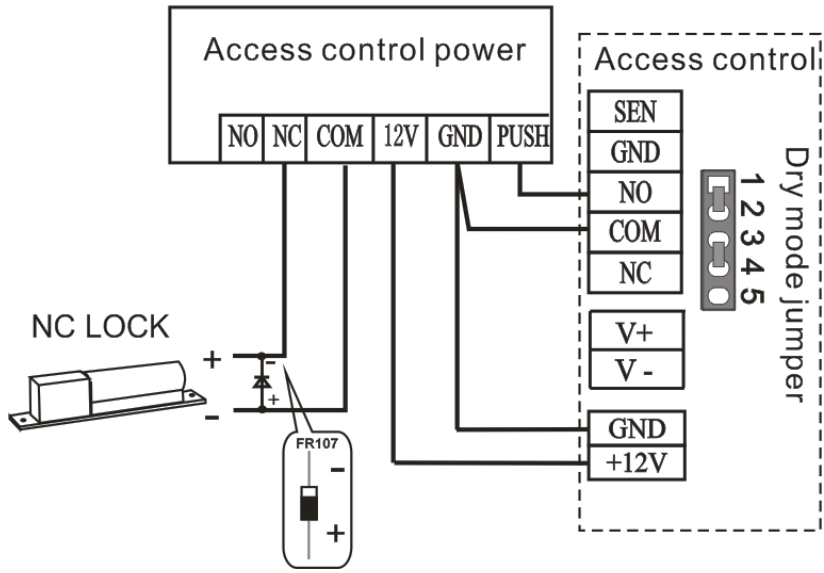 Access control power
NO NC COM 12V GND PUSH
Access control
SEN
GND
NO
COM
NC
V+
V -
GND
+12V
Dry mode jumper
1 2 3 4 5
NC LOCK
+
-
-
+
FR107
-
+